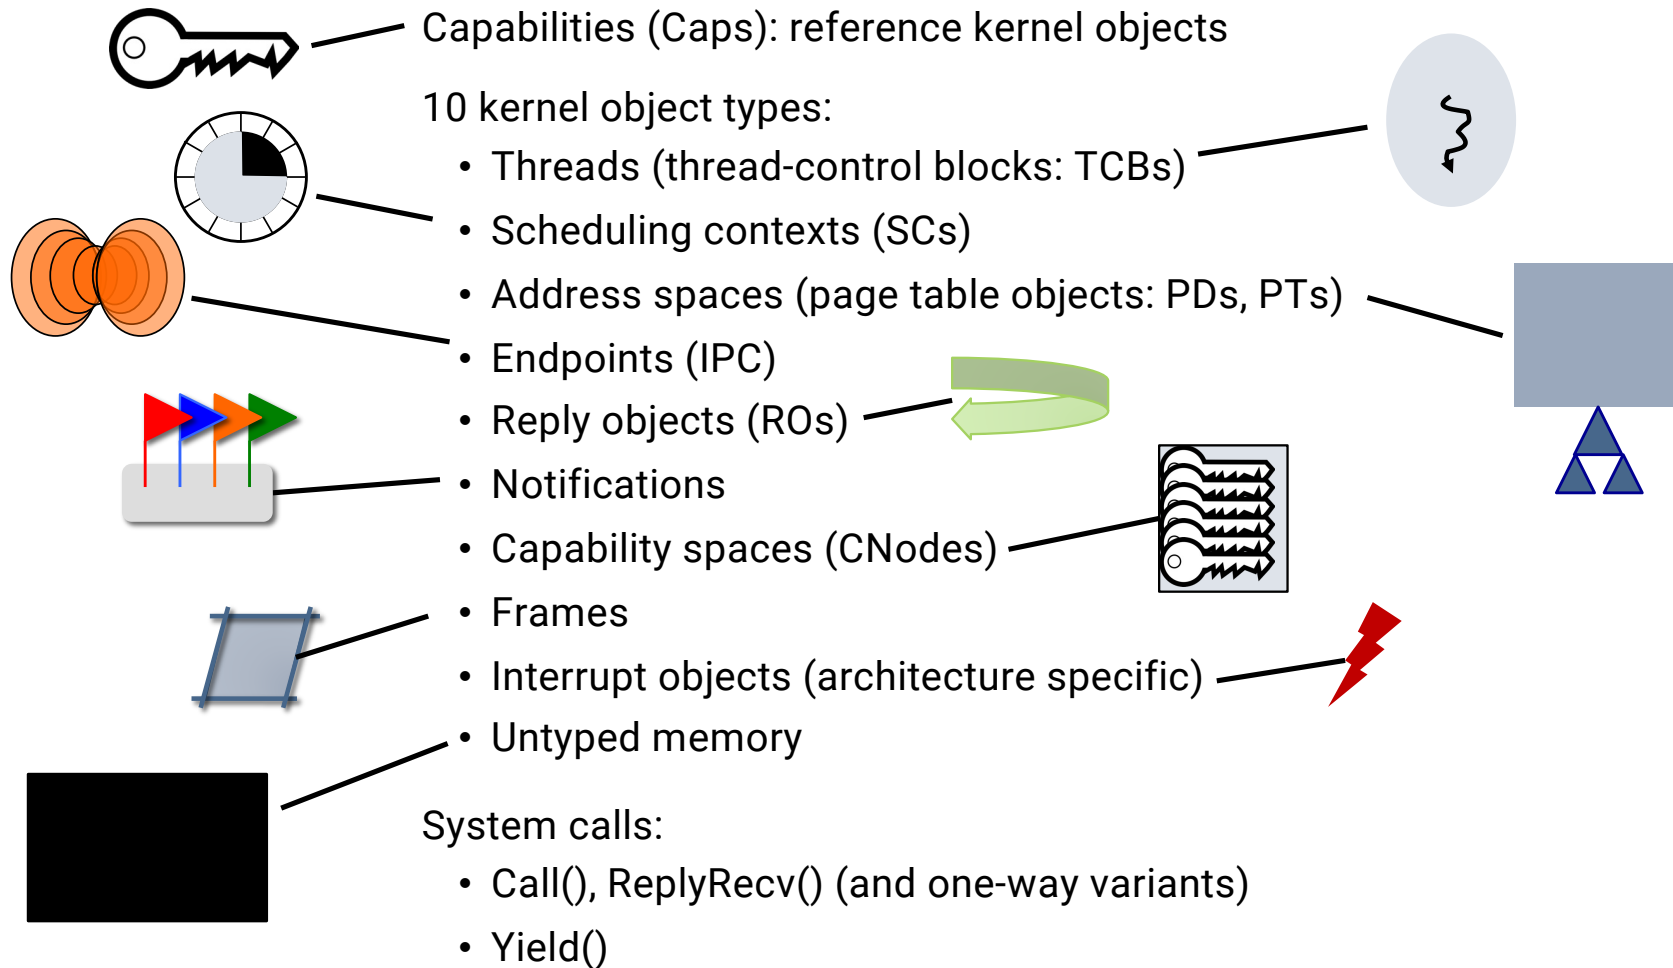 Capabilities (Caps): reference kernel objects
10 kernel object types:
• Threads (thread-control blocks: TCBs)
• Scheduling contexts (SCs)
• Address spaces (page table objects: PDs, PTs)
• Endpoints (IPC)
• Reply objects (ROs)
• Notifications
• Capability spaces (CNodes)
• Frames
• Interrupt objects (architecture specific)
• Untyped memory
System calls:
• Call(), ReplyRecv() (and one-way variants)
• Yield()